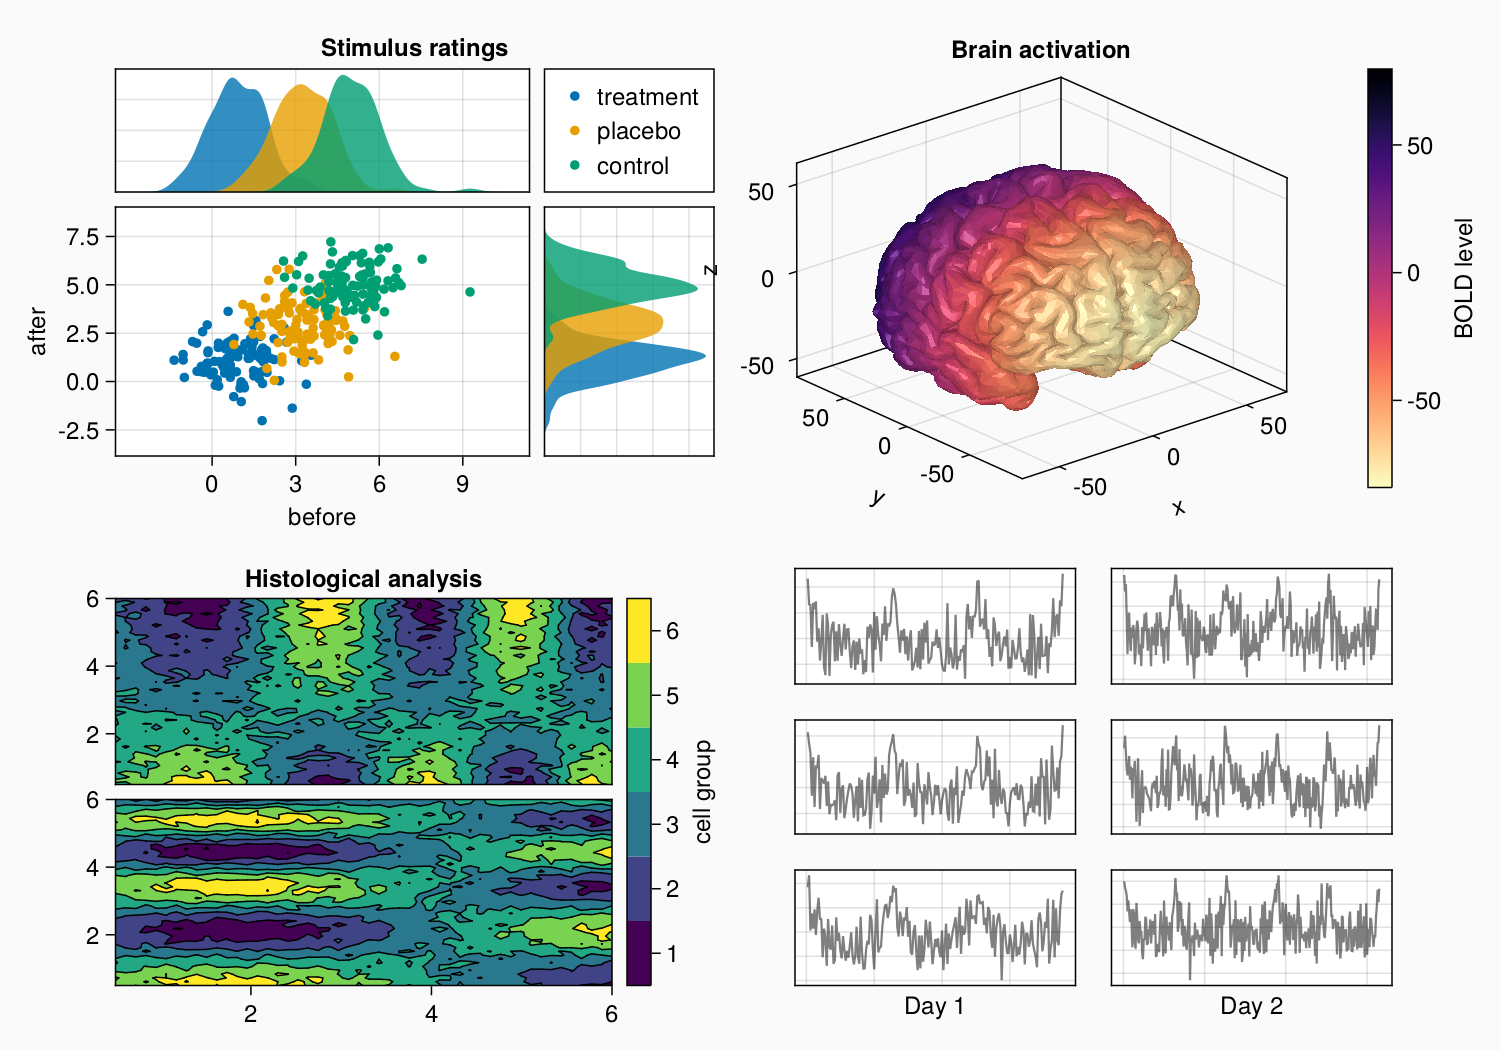 Stimulus ratings
treatment
placebo
control
7.5
5.0
2.5
0.0
-2.5
after
0
3
6
9
before
Brain activation
z
50
0
-50
50
0
-50
y
-50
0
50
x
50
0
-50
BOLD level
Histological analysis
6
4
2
6
4
2
2
4
6
6
5
4
3
2
1
cell group
Day 1
Day 2